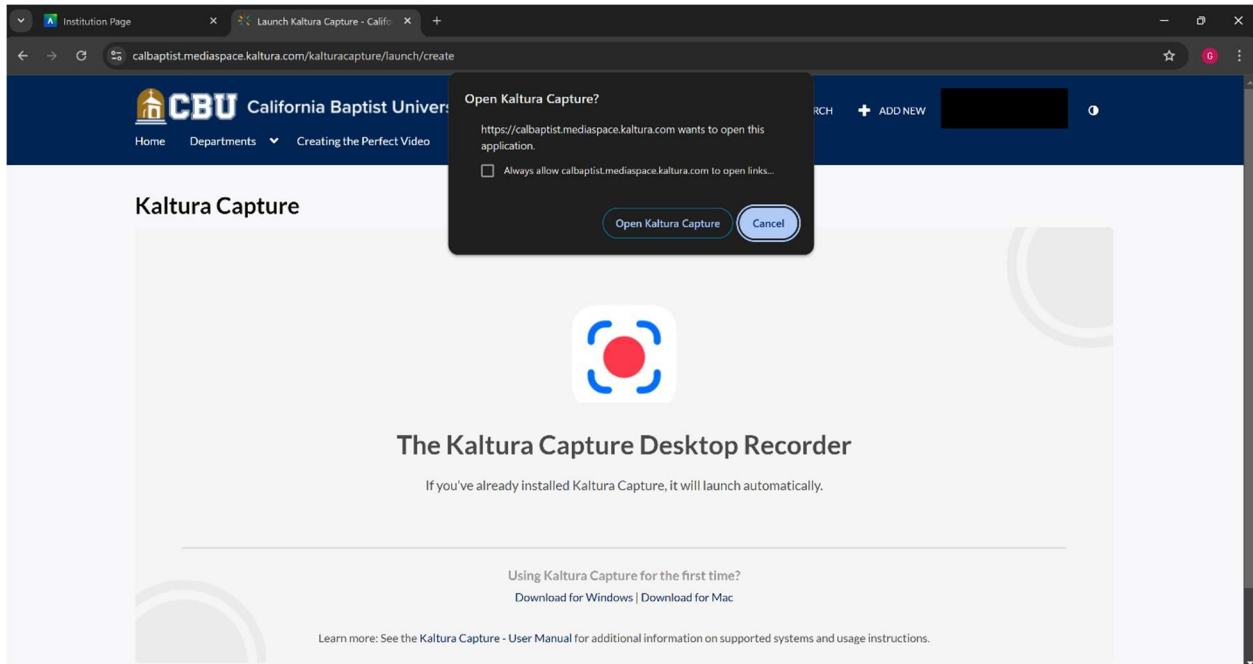 Institution Page
Launch Kaltura Capture - Califo
calbaptist.mediaspace.kaltura.com/kalturacapture/launch/create
G
CBU California Baptist Univers
RCH
ADD NEW
Home Departments Creating the Perfect Video
Open Kaltura Capture?
https://calbaptist.mediaspace.kaltura.com wants to open this
application.
Always allow calbaptist.mediaspace.kaltura.com to open links...
Open Kaltura Capture
Cancel
Kaltura Capture
The Kaltura Capture Desktop Recorder
If you've already installed Kaltura Capture, it will launch automatically.
Using Kaltura Capture for the first time?
Download for Windows | Download for Mac
Learn more: See the Kaltura Capture - User Manual for additional information on supported systems and usage instructions.